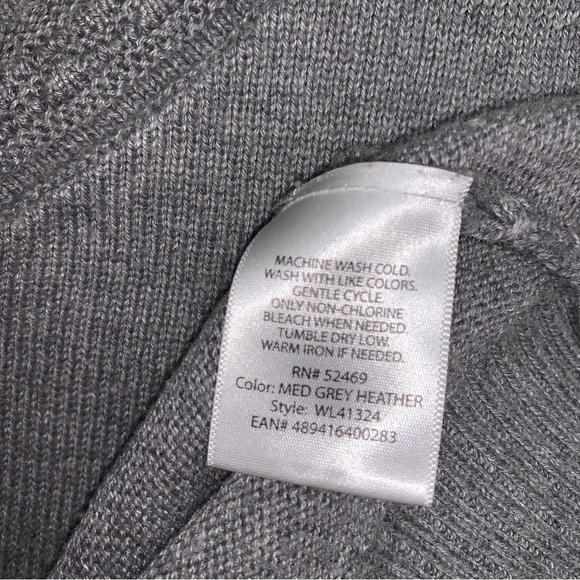 MACHINE WASH COLD.
WASH WITH LIKE COLORS.
GENTLE CYCLE.
ONLY NON-CHLORINE
BLEACH WHEN NEEDED.
TUMBLE DRY LOW.
WARM IRON IF NEEDED.
RN# 52469
Color: MED GREY HEATHER
Style: WL41324
EAN# 489416400283